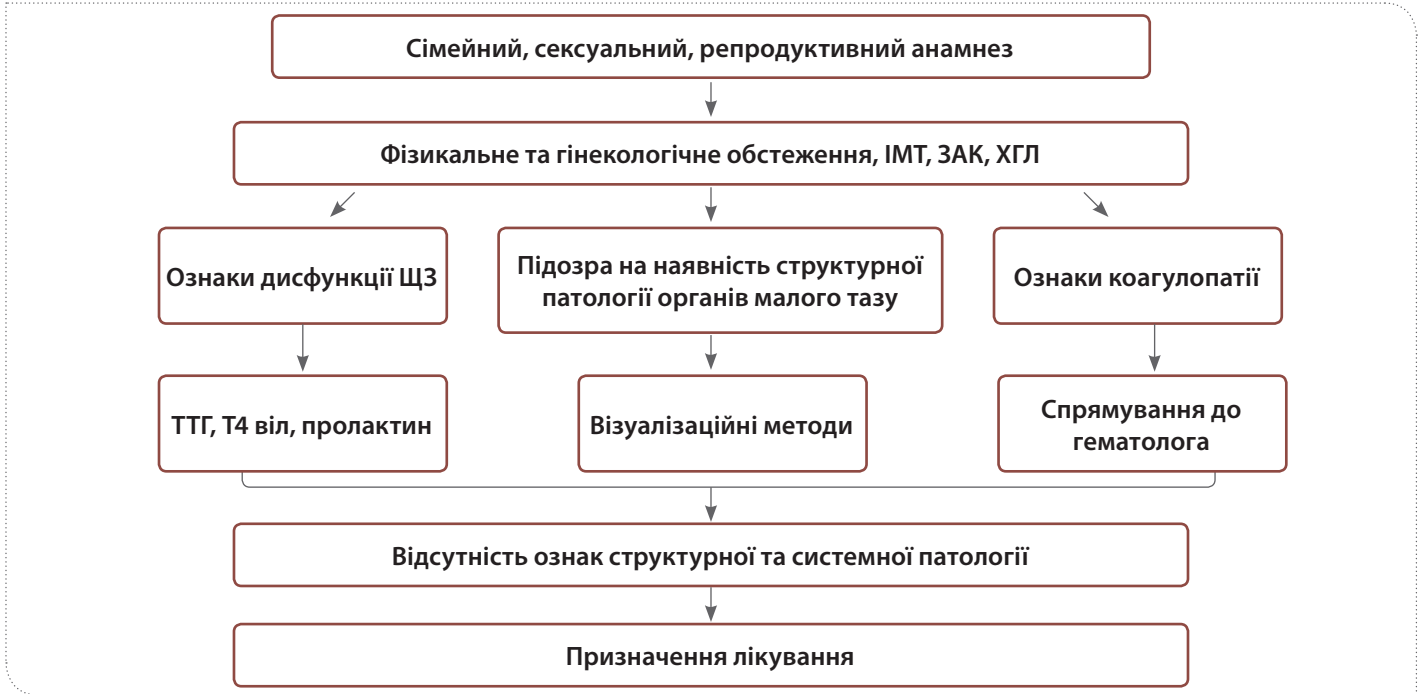 Сімейний, сексуальний, репродуктивний анамнез
Фізикальне та гінекологічне обстеження, ІМТ, ЗАК, ХГЛ
Ознаки дисфункції ЩЗ
Підозра на наявність структурної
патології органів малого тазу
Ознаки коагулопатії
ТТГ, Т4 віл, пролактин
Візуалізаційні методи
Спрямування до
гематолога
Відсутність ознак структурної та системної патології
Призначення лікування